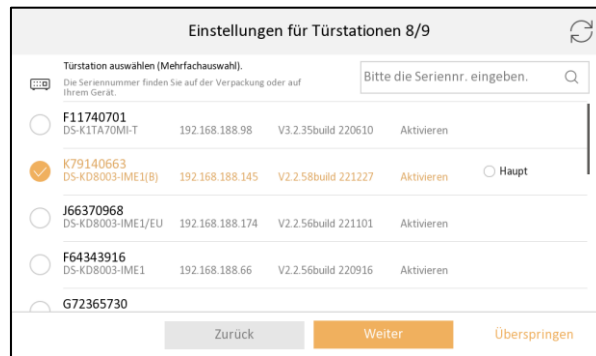 Einstellungen für Türstationen 8/9
Türstation auswählen (Mehrfachauswahl).
Die Seriennummer finden Sie auf der Verpackung oder auf
Ihrem Gerät.
Bitte die Seriennr. eingeben.
F11740701
DS-K1TA70MI-T 192.168.188.98 V3.2.35build 220610 Aktivieren
K79140663
DS-KD8003-IME1(B) 192.168.188.145 V2.2.58build 221227 Aktivieren Haupt
J66370968
DS-KD8003-IME1/EU 192.168.188.174 V2.2.56build 221101 Aktivieren
F64343916
DS-KD8003-IME1 192.168.188.66 V2.2.56build 220916 Aktivieren
G72365730
Zurück Weiter Überspringen